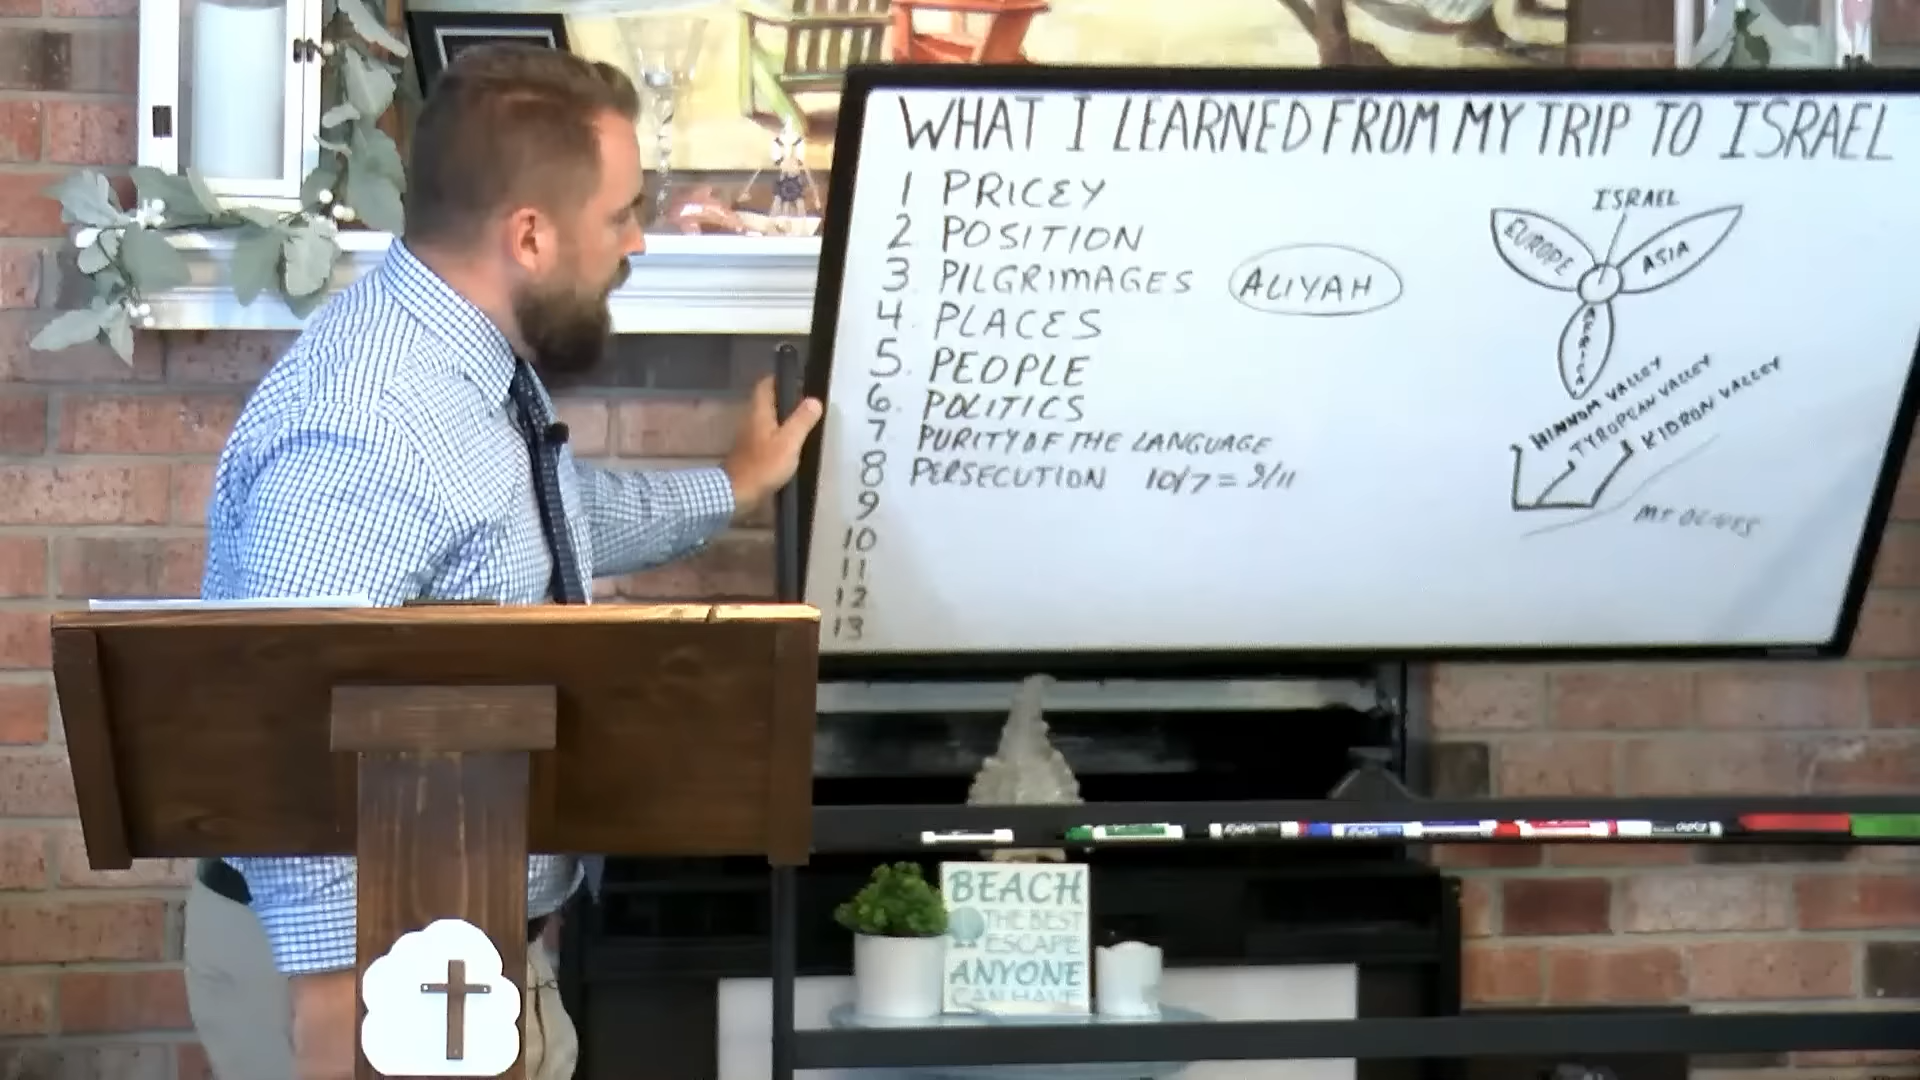 WHAT I LEARNED FROM MY TRIP TO ISRAEL
1 PRICEY
2 POSITION
3. PILGRIMAGES ALIYAH
4. PLACES
5. PEOPLE
6. POLITICS
7 PURITY OF THE LANGUAGE
8 PERSECUTION 10/7 = 9/11
9
10
11
12
13
ISRAEL
EUROPE
ASIA
AFRICA
HINNOM VALLEY
TYROPEAN VALLEY
KIDRON VALLEY
MT OLIVES
BEACH
THE BEST
ESCAPE
ANYONE
CAN HAVE